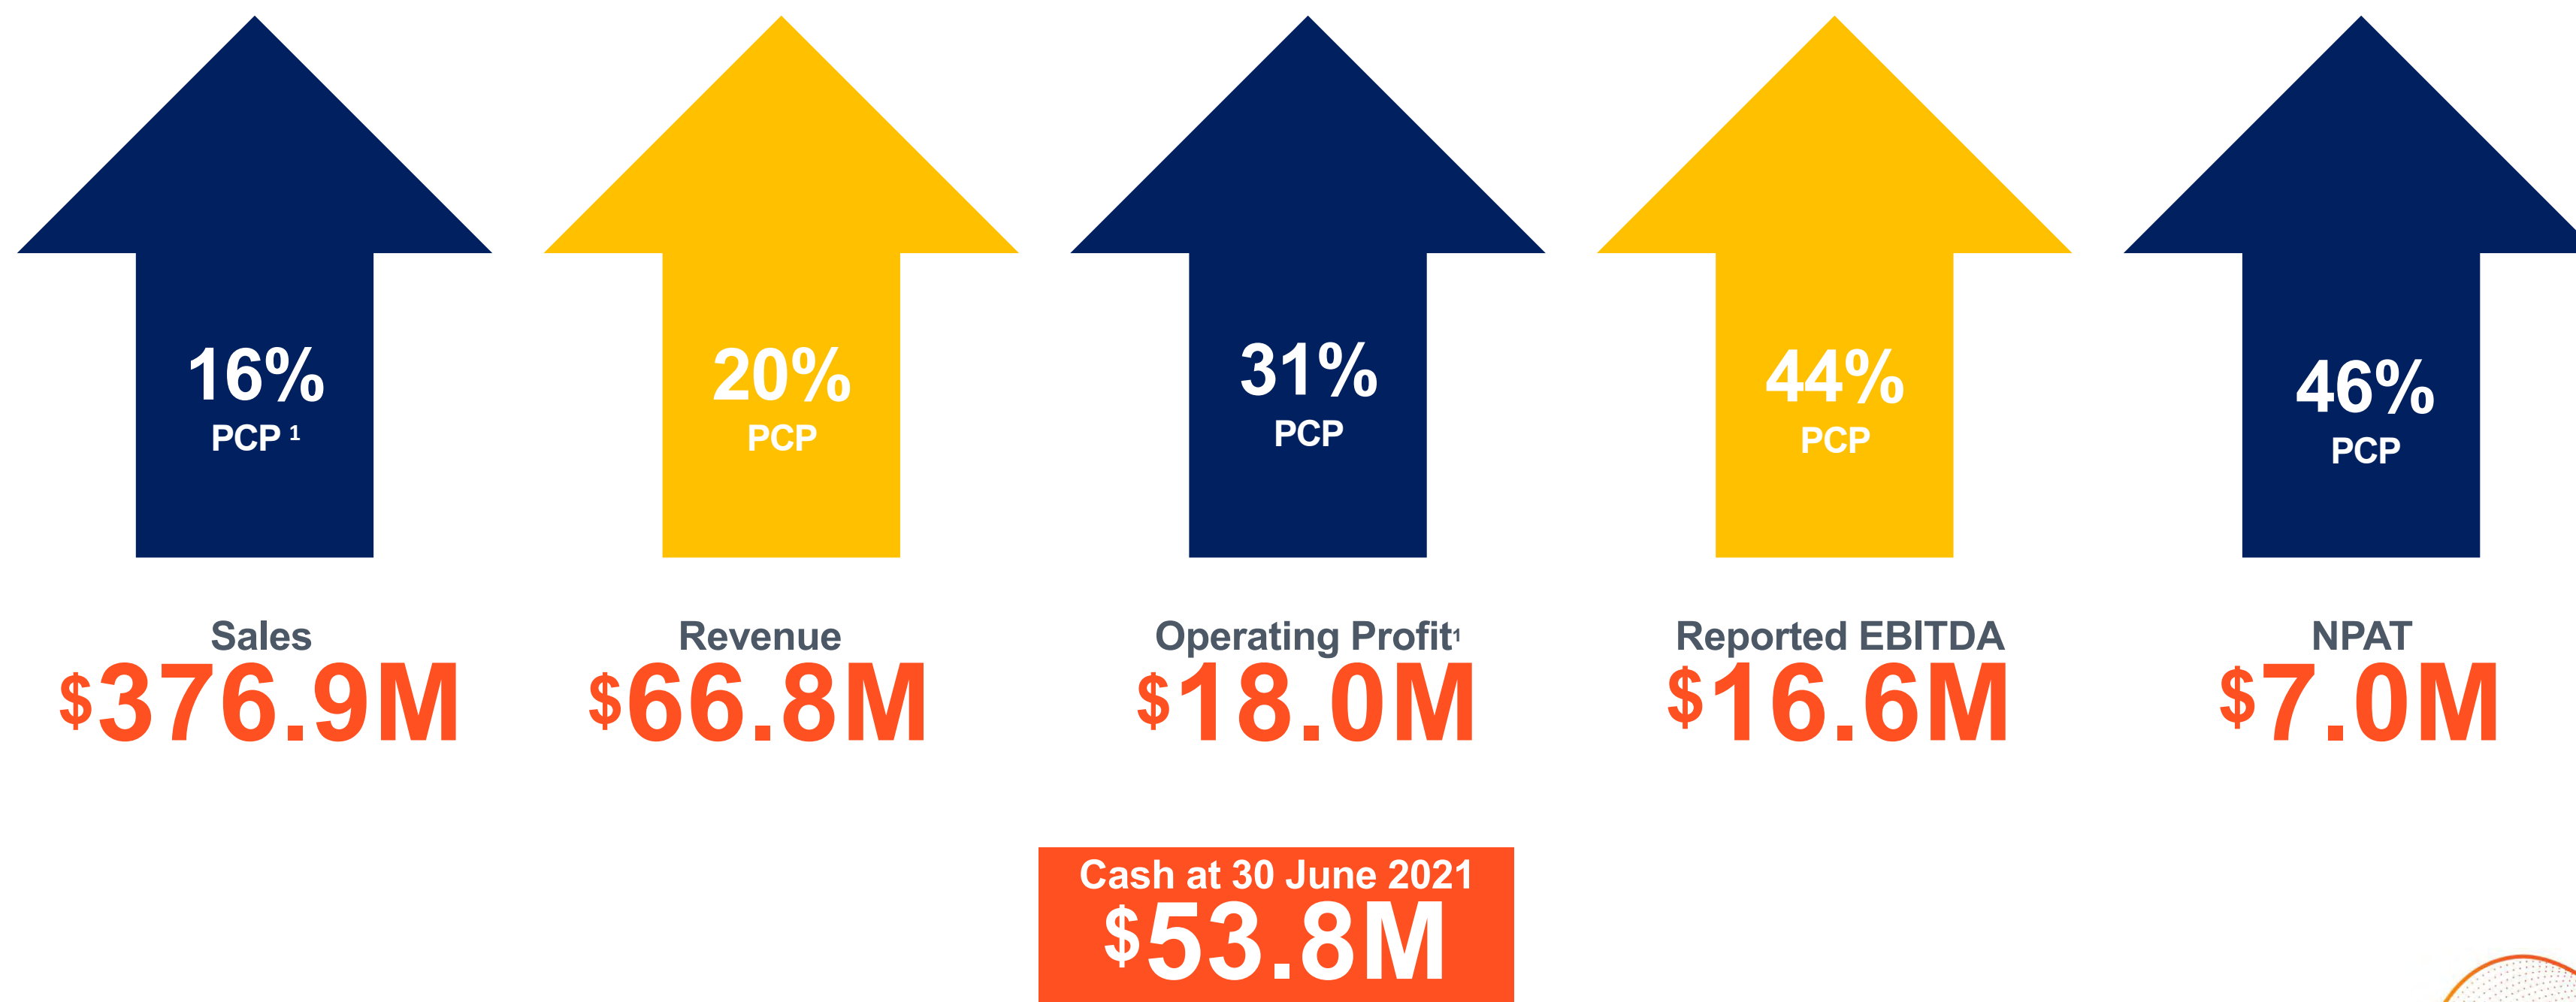 16%
PCP ¹
20%
PCP
31%
PCP
44%
PCP
46%
PCP
Sales
$376.9M
Revenue
$66.8M
Operating Profit¹
$18.0M
Reported EBITDA
$16.6M
NPAT
$7.0M
Cash at 30 June 2021
$53.8M